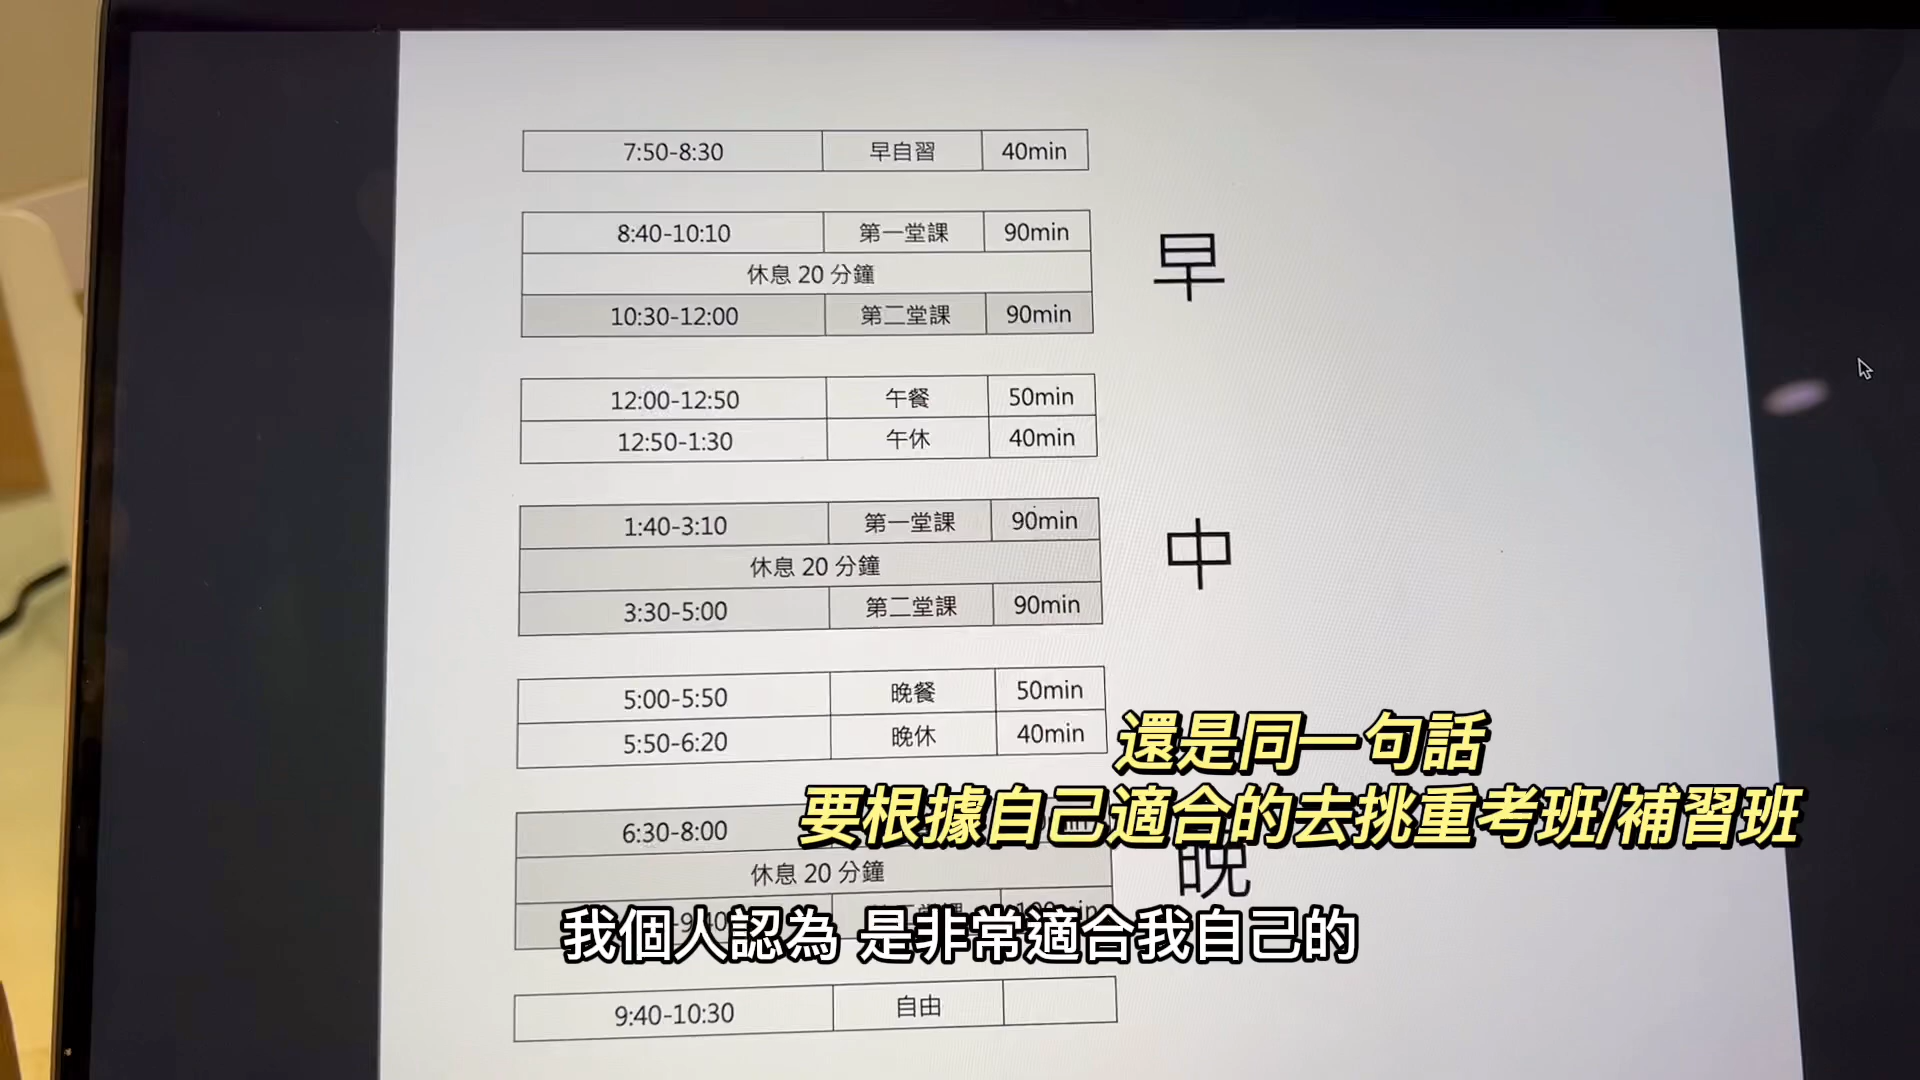 7:50-8:30 早自習 40min
8:40-10:10 第一堂課 90min
休息 20 分鐘
10:30-12:00 第二堂課 90min
早
12:00-12:50 午餐 50min
12:50-1:30 午休 40min
1:40-3:10 第一堂課 90min
休息 20 分鐘
3:30-5:00 第二堂課 90min
中
5:00-5:50 晚餐 50min
5:50-6:20 晚休 40min
還是同一句話
要根據自己適合的去挑重考班/補習班
6:30-8:00
休息 20 分鐘
晚
我個人認為 是非常適合我自己的
9:40-10:30 自由